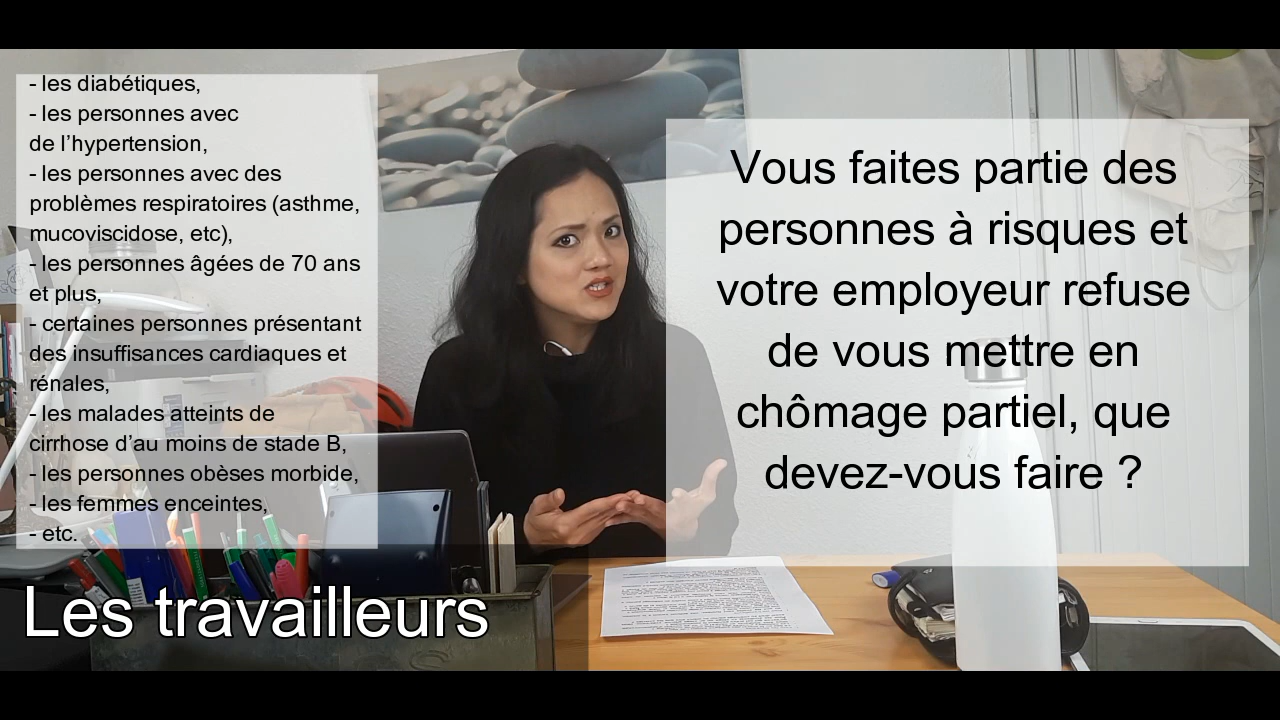 - les diabétiques,
- les personnes avec
de l’hypertension,
- les personnes avec des
problèmes respiratoires (asthme,
mucoviscidose, etc),
- les personnes âgées de 70 ans
et plus,
- certaines personnes présentant
des insuffisances cardiaques et
rénales,
- les malades atteints de
cirrhose d’au moins de stade B,
- les personnes obèses morbide,
- les femmes enceintes,
- etc.
Vous faites partie des
personnes à risques et
votre employeur refuse
de vous mettre en
chômage partiel, que
devez-vous faire ?
Les travailleurs